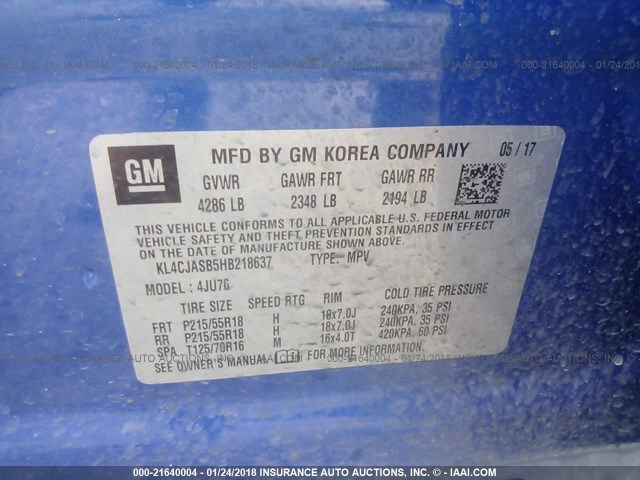 GM
MFD BY GM KOREA COMPANY 05 / 17
GVWR GAWR FRT GAWR RR
4286 LB 2348 LB 2194 LB
THIS VEHICLE CONFORMS TO ALL APPLICABLE U.S. FEDERAL MOTOR
VEHICLE SAFETY AND THEFT PREVENTION STANDARDS IN EFFECT
ON THE DATE OF MANUFACTURE SHOWN ABOVE.
KL4CJASB5HB218637 TYPE: MPV
MODEL : 4JU76
TIRE SIZE SPEED RTG RIM COLD TIRE PRESSURE
FRT P215/55R18 H 18x7.0J 240KPA, 35 PSI
RR P215/55R18 H 18x7.0J 240KPA, 35 PSI
SPA T125/70R16 M 16x4.0T 420KPA, 60 PSI
SEE OWNER'S MANUAL FOR MORE INFORMATION.
000-21640004 - 01/24/2018 INSURANCE AUTO AUCTIONS, INC. - © - IAAI.COM